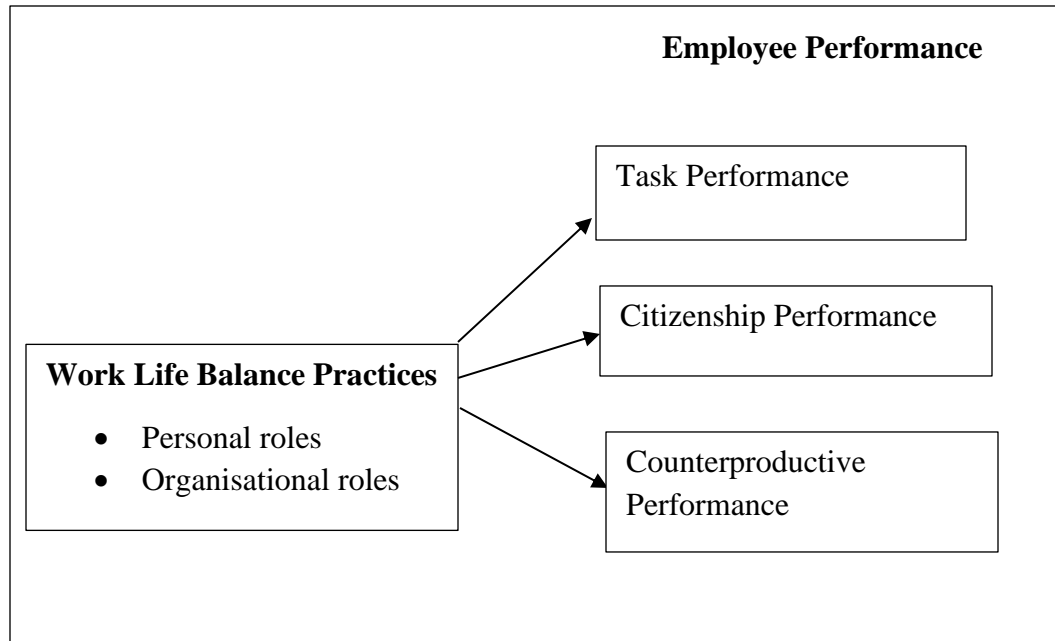 Employee Performance
Task Performance
Citizenship Performance
Work Life Balance Practices
• Personal roles
• Organisational roles
Counterproductive
Performance